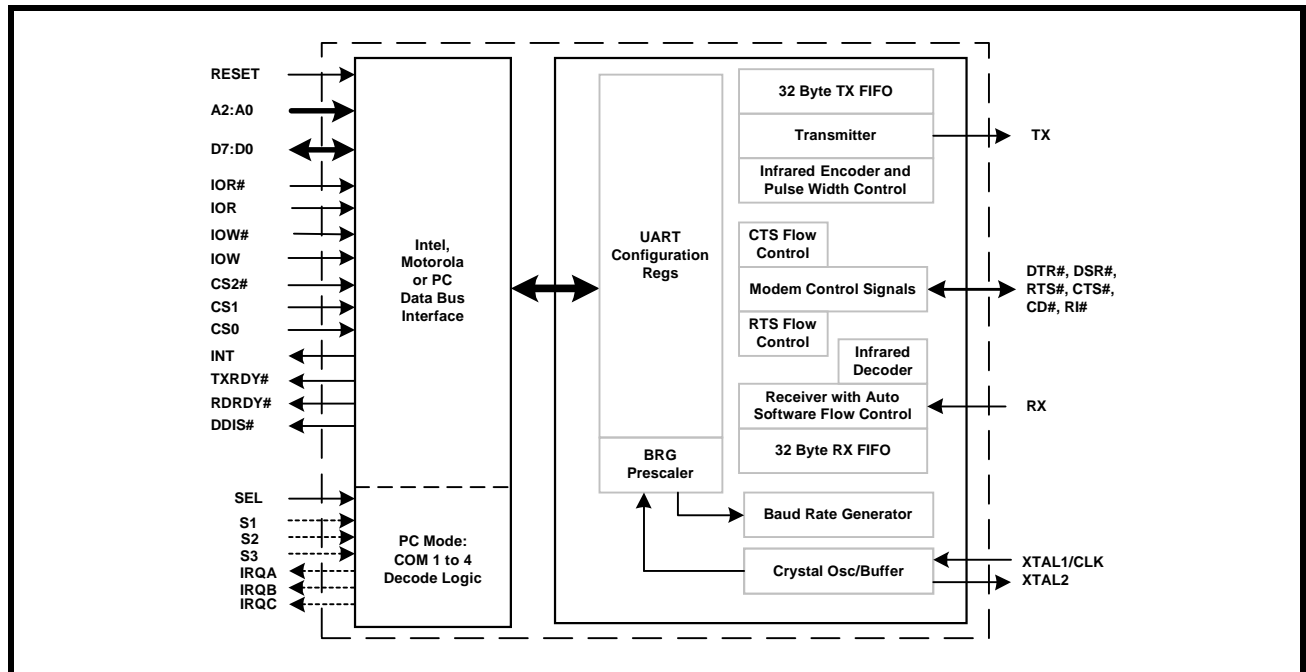 RESET
A2:A0
D7:D0
IOR#
IOR
IOW#
IOW
CS2#
CS1
CS0
INT
TXRDY#
RDRDY#
DDIS#
SEL
S1
S2
S3
IRQA
IRQB
IRQC
Intel,
Motorola
or PC
Data Bus
Interface
PC Mode:
COM 1 to 4
Decode Logic
UART
Configuration
Regs
BRG
Prescaler
32 Byte TX FIFO
Transmitter
Infrared Encoder and
Pulse Width Control
CTS Flow
Control
Modem Control Signals
RTS Flow
Control
Infrared
Decoder
Receiver with Auto
Software Flow Control
32 Byte RX FIFO
Baud Rate Generator
Crystal Osc/Buffer
TX
DTR#, DSR#,
RTS#, CTS#,
CD#, RI#
RX
XTAL1/CLK
XTAL2